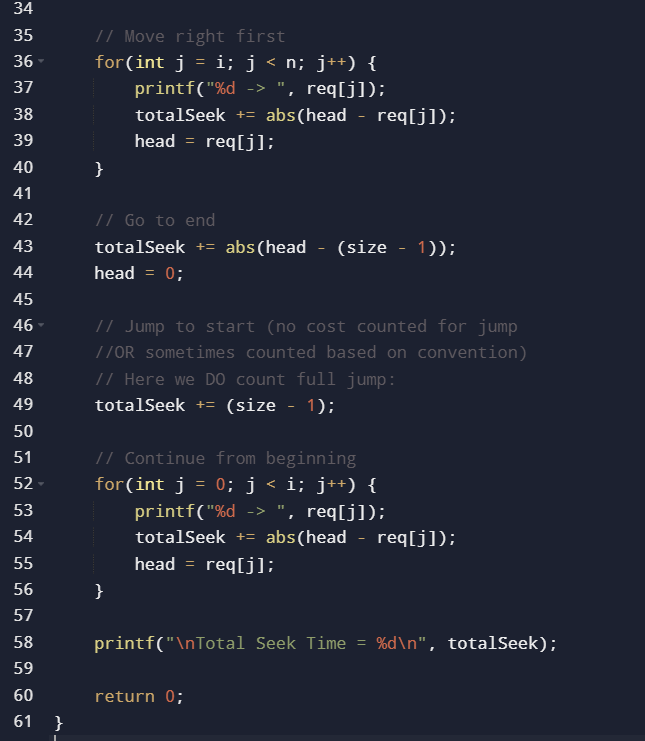 34
35     // Move right first
36     for(int j = i; j < n; j++) {
37         printf("%d -> ", req[j]);
38         totalSeek += abs(head - req[j]);
39         head = req[j];
40     }
41
42     // Go to end
43     totalSeek += abs(head - (size - 1));
44     head = 0;
45
46     // Jump to start (no cost counted for jump
47     //OR sometimes counted based on convention)
48     // Here we DO count full jump:
49     totalSeek += (size - 1);
50
51     // Continue from beginning
52     for(int j = 0; j < i; j++) {
53         printf("%d -> ", req[j]);
54         totalSeek += abs(head - req[j]);
55         head = req[j];
56     }
57
58     printf("\nTotal Seek Time = %d\n", totalSeek);
59
60     return 0;
61 }